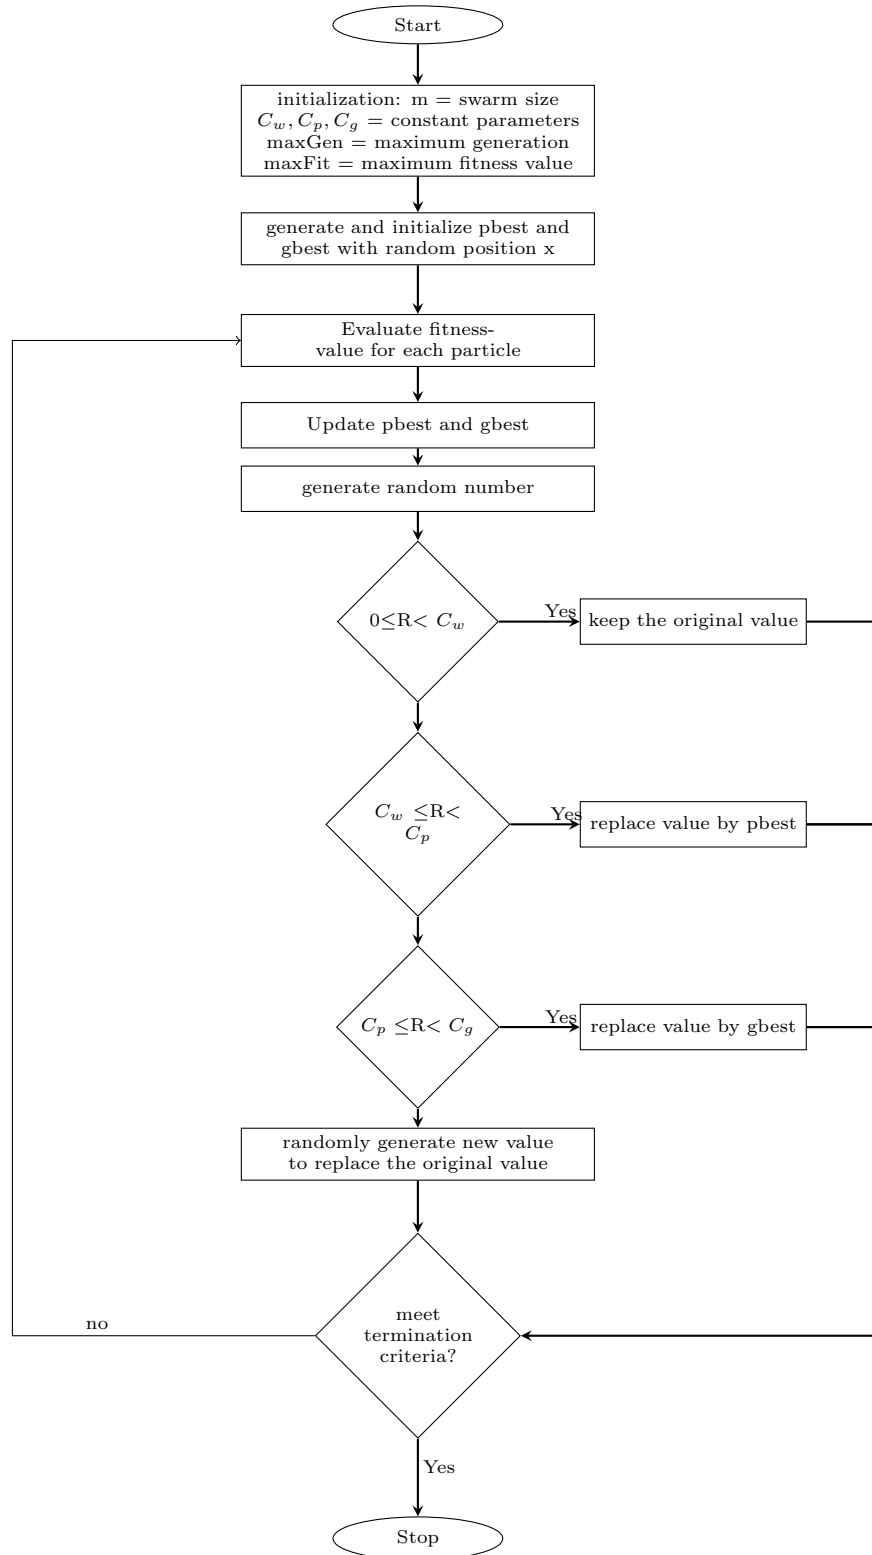 Start
initialization: m = swarm size
C_w, C_p, C_g = constant parameters
maxGen = maximum generation
maxFit = maximum fitness value
generate and initialize pbest and
gbest with random position x
Evaluate fitness-
value for each particle
Update pbest and gbest
generate random number
0≤R< C_w
Yes
keep the original value
C_w ≤R<
C_p
Yes
replace value by pbest
C_p ≤R< C_g
Yes
replace value by gbest
randomly generate new value
to replace the original value
no
meet
termination
criteria?
Yes
Stop